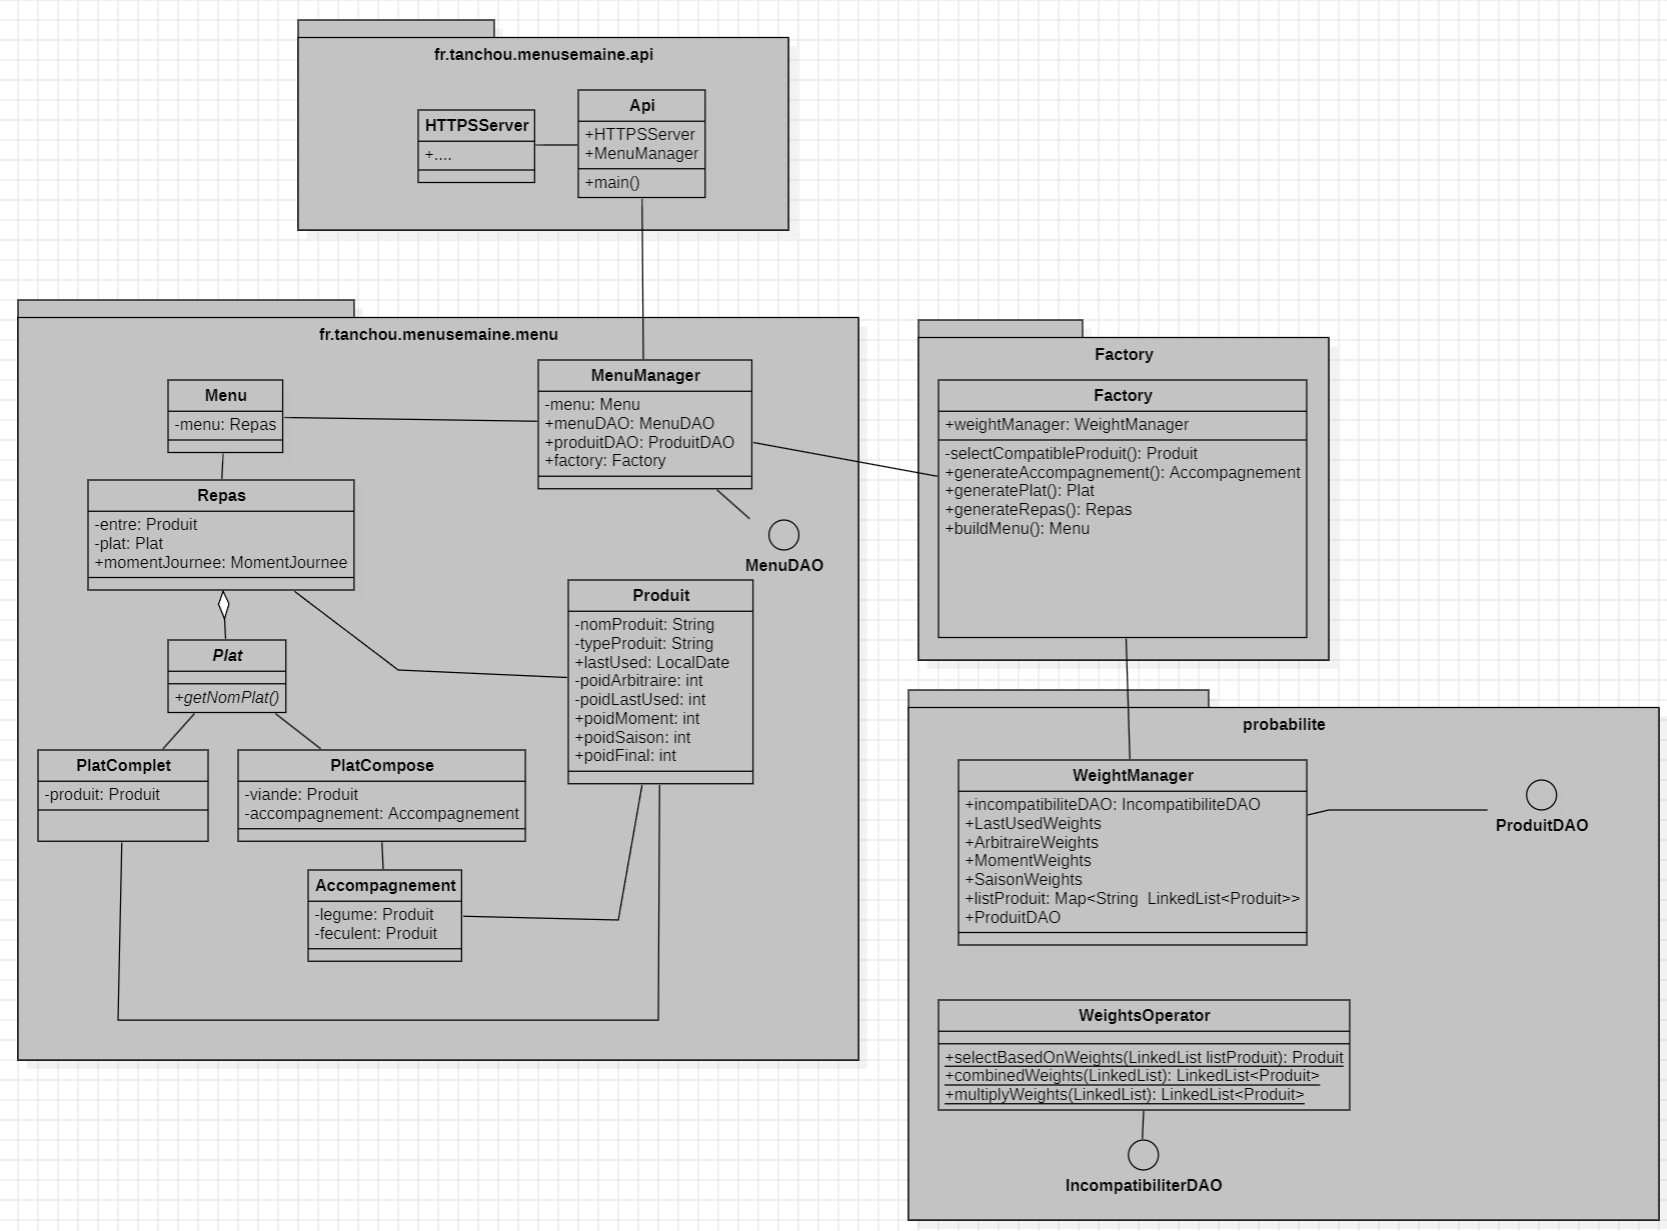 fr.tanchou.menusemaine.api
HTTPSServer
+....
Api
+HTTPSServer
+MenuManager
+main()
fr.tanchou.menusemaine.menu
Menu
-menu: Repas
MenuManager
-menu: Menu
+menuDAO: MenuDAO
+produitDAO: ProduitDAO
+factory: Factory
Repas
-entre: Produit
-plat: Plat
+momentJournee: MomentJournee
MenuDAO
Plat
+getNomPlat()
Produit
-nomProduit: String
-typeProduit: String
+lastUsed: LocalDate
-poidArbitraire: int
-poidLastUsed: int
+poidMoment: int
+poidSaison: int
+poidFinal: int
PlatComplet
-produit: Produit
PlatCompose
-viande: Produit
-accompagnement: Accompagnement
Accompagnement
-legume: Produit
-feculent: Produit
Factory
Factory
+weightManager: WeightManager
-selectCompatibleProduit(): Produit
+generateAccompagnement(): Accompagnement
+generatePlat(): Plat
+generateRepas(): Repas
+buildMenu(): Menu
probabilite
WeightManager
+incompatibiliteDAO: IncompatibiliteDAO
+LastUsedWeights
+ArbitraireWeights
+MomentWeights
+SaisonWeights
+listProduit: Map<String  LinkedList<Produit>>
+ProduitDAO
ProduitDAO
WeightsOperator
+selectBasedOnWeights(LinkedList listProduit): Produit
+combinedWeights(LinkedList): LinkedList<Produit>
+multiplyWeights(LinkedList): LinkedList<Produit>
IncompatibiliterDAO